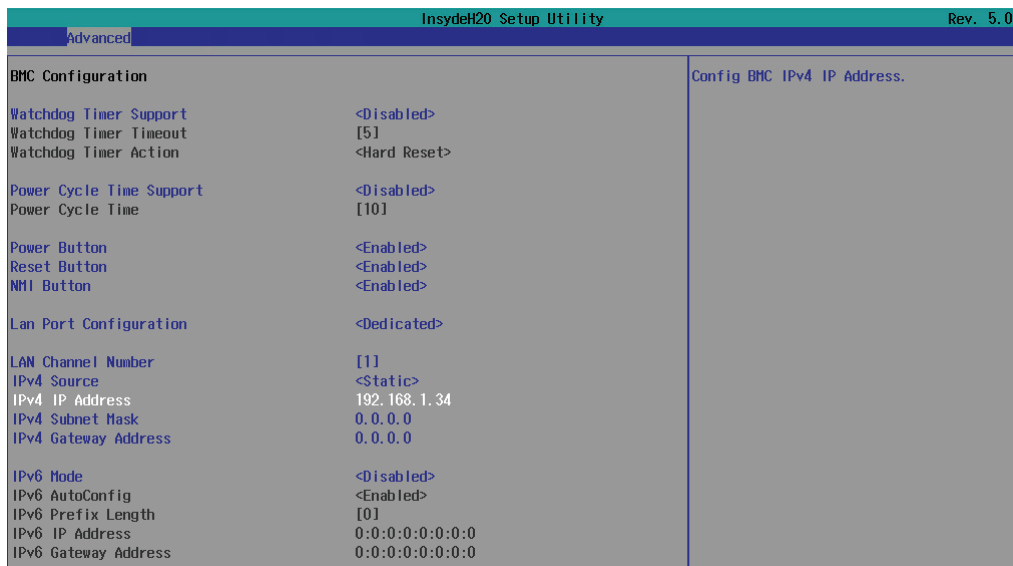 InsydeH20 Setup Utility Rev. 5.0
Advanced
BMC Configuration
Config BMC IPv4 IP Address.
Watchdog Timer Support <Disabled>
Watchdog Timer Timeout [5]
Watchdog Timer Action <Hard Reset>
Power Cycle Time Support <Disabled>
Power Cycle Time [10]
Power Button <Enabled>
Reset Button <Enabled>
NMI Button <Enabled>
Lan Port Configuration <Dedicated>
LAN Channel Number [1]
IPv4 Source <Static>
IPv4 IP Address 192.168.1.34
IPv4 Subnet Mask 0.0.0.0
IPv4 Gateway Address 0.0.0.0
IPv6 Mode <Disabled>
IPv6 AutoConfig <Enabled>
IPv6 Prefix Length [0]
IPv6 IP Address 0:0:0:0:0:0:0:0
IPv6 Gateway Address 0:0:0:0:0:0:0:0